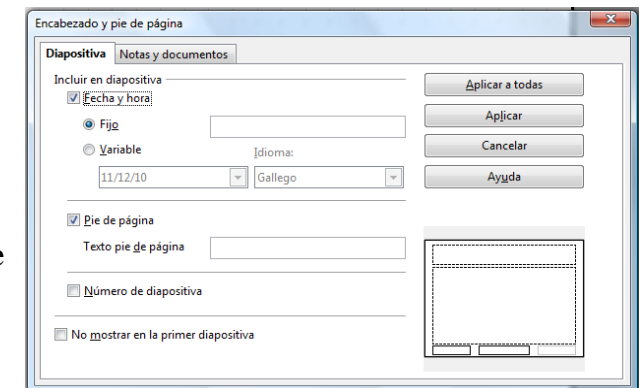 Encabezado y pie de página
Diapositiva Notas y documentos
Incluir en diapositiva
Fecha y hora
Fijo
Variable
Idioma:
11/12/10 Gallego
Pie de página
Texto pie de página
Número de diapositiva
No mostrar en la primer diapositiva
Aplicar a todas
Aplicar
Cancelar
Ayuda
e